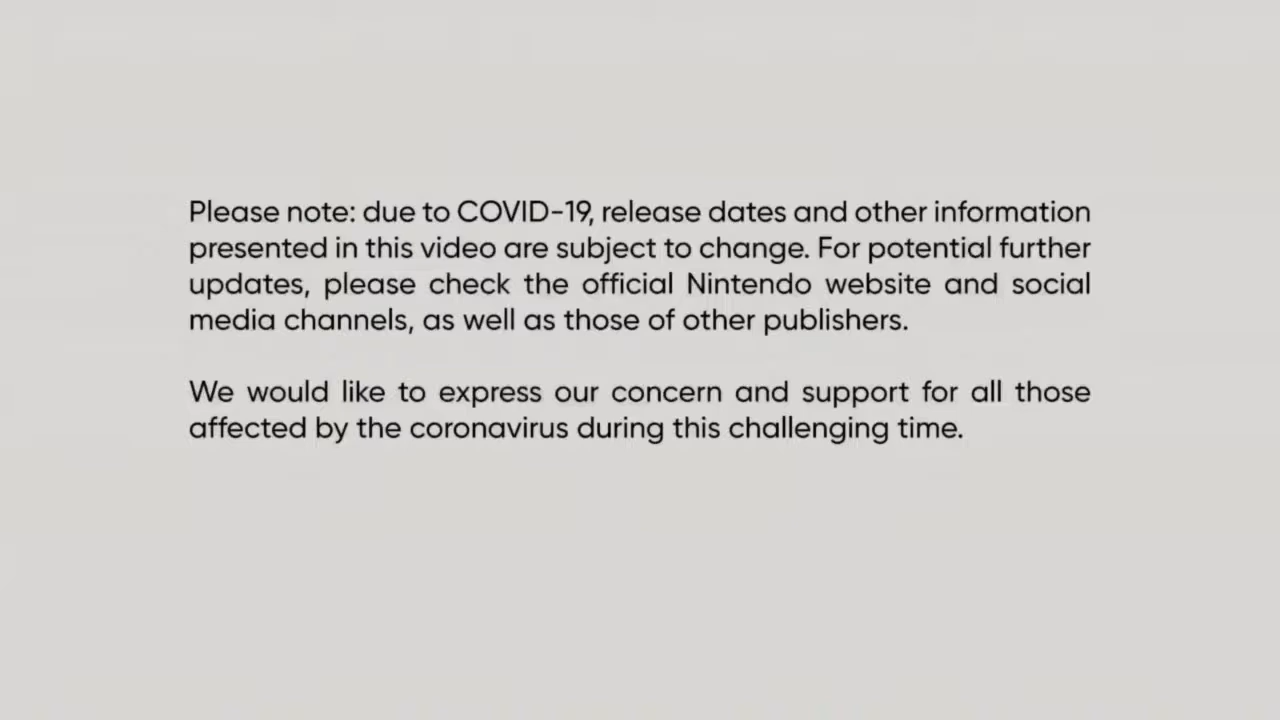 Please note: due to COVID-19, release dates and other information
presented in this video are subject to change. For potential further
updates, please check the official Nintendo website and social
media channels, as well as those of other publishers.
We would like to express our concern and support for all those
affected by the coronavirus during this challenging time.